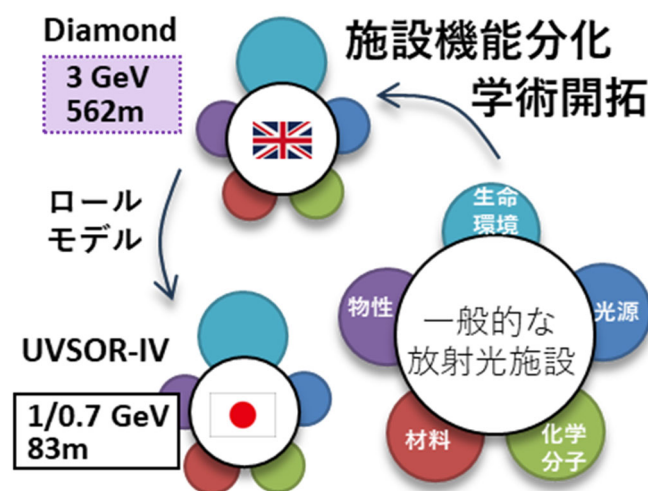 Diamond
3 GeV
562m
施設機能分化
学術開拓
ロール
モデル
UVSOR-IV
1/0.7 GeV
83m
生命
環境
物性
光源
一般的な
放射光施設
材料
化学
分子